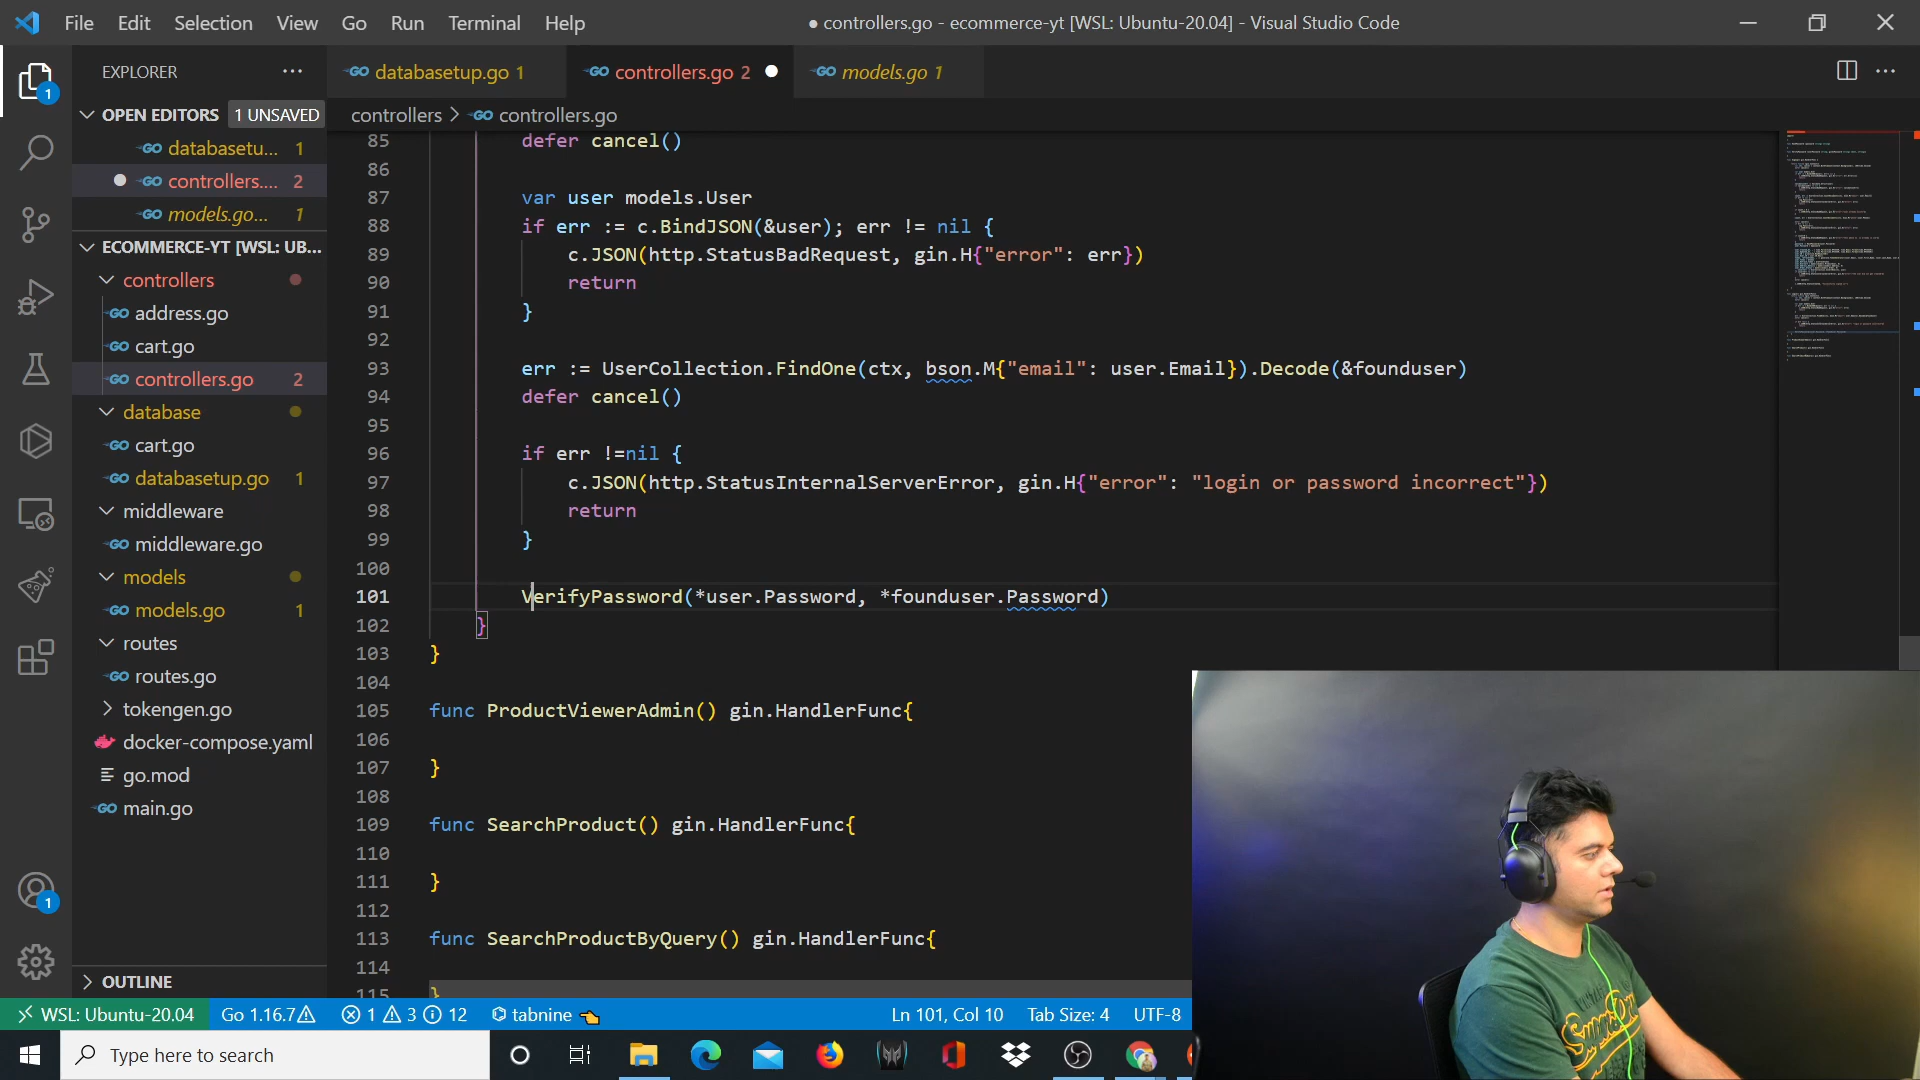 File Edit Selection View Go Run Terminal Help
● controllers.go - ecommerce-yt [WSL: Ubuntu-20.04] - Visual Studio Code
EXPLORER
databasetup.go 1
controllers.go 2
models.go 1
OPEN EDITORS 1 UNSAVED
databasetu... 1
controllers.... 2
models.go... 1
ECOMMERCE-YT [WSL: UB...
controllers
address.go
cart.go
controllers.go 2
database
cart.go
databasetup.go 1
middleware
middleware.go
models
models.go 1
routes
routes.go
tokengen.go
docker-compose.yaml
go.mod
main.go
OUTLINE
controllers > controllers.go
85 defer cancel()
86
87 var user models.User
88 if err := c.BindJSON(&user); err != nil {
89 c.JSON(http.StatusBadRequest, gin.H{"error": err})
90 return
91 }
92
93 err := UserCollection.FindOne(ctx, bson.M{"email": user.Email}).Decode(&founduser)
94 defer cancel()
95
96 if err !=nil {
97 c.JSON(http.StatusInternalServerError, gin.H{"error": "login or password incorrect"})
98 return
99 }
100
101 VerifyPassword(*user.Password, *founduser.Password)
102 }
103 }
104
105 func ProductViewerAdmin() gin.HandlerFunc{
106
107 }
108
109 func SearchProduct() gin.HandlerFunc{
110
111 }
112
113 func SearchProductByQuery() gin.HandlerFunc{
114
115 }
WSL: Ubuntu-20.04 Go 1.16.7 1 3 12 tabnine Ln 101, Col 10 Tab Size: 4 UTF-8
Type here to search